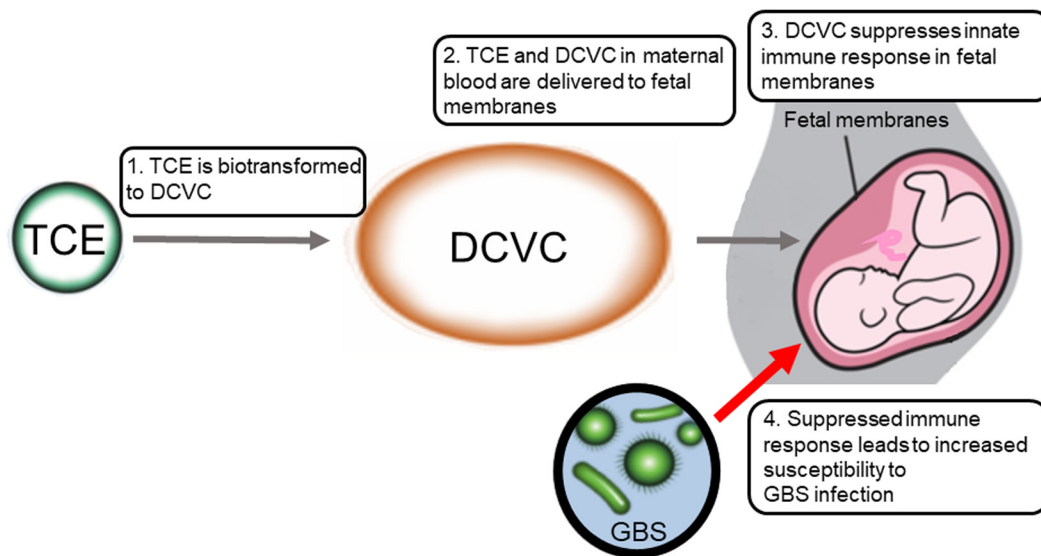 TCE
1. TCE is biotransformed
to DCVC
DCVC
2. TCE and DCVC in maternal
blood are delivered to fetal
membranes
3. DCVC suppresses innate
immune response in fetal
membranes
Fetal membranes
GBS
4. Suppressed immune
response leads to increased
susceptibility to
GBS infection